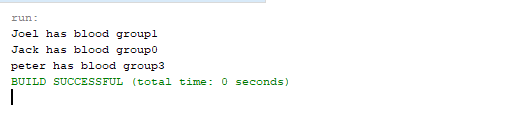 run:
Joel has blood group1
Jack has blood group0
peter has blood group3
BUILD SUCCESSFUL (total time: 0 seconds)